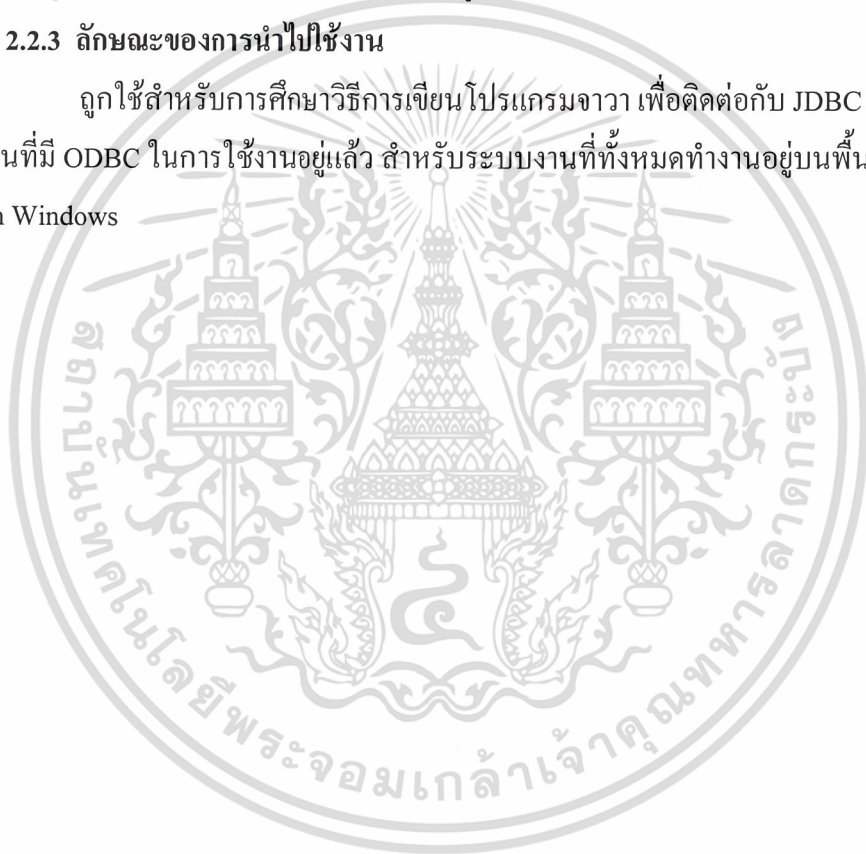 2.2.3 ลักษณะของการนำไปใช้งาน
ถูกใช้สำหรับการศึกษาวิธีการเขียนโปรแกรมจาวา เพื่อติดต่อกับ JDBC
นที่มี ODBC ในการใช้งานอยู่แล้ว สำหรับระบบงานที่ทั้งหมดทำงานอยู่บนพื้น
Windows
สถาบันเทคโนโลยีพระจอมเกล้าเจ้าคุณทหารลาดกระบัง